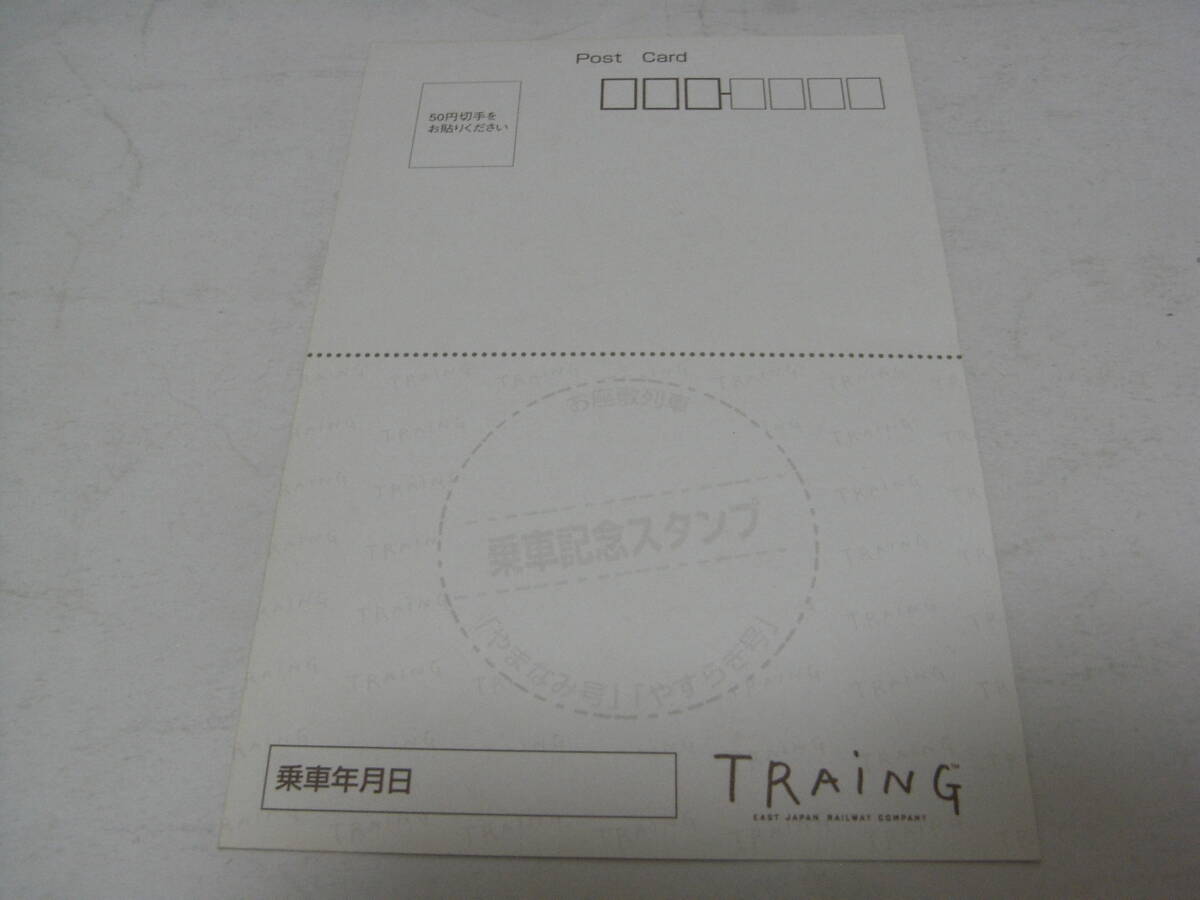 Post Card
50円切手を
お貼りください
お座敷列車
乗車記念スタンプ
「やまなみ号」「やすらぎ号」
乗車年月日
TRAiNG™
EAST JAPAN RAILWAY COMPANY